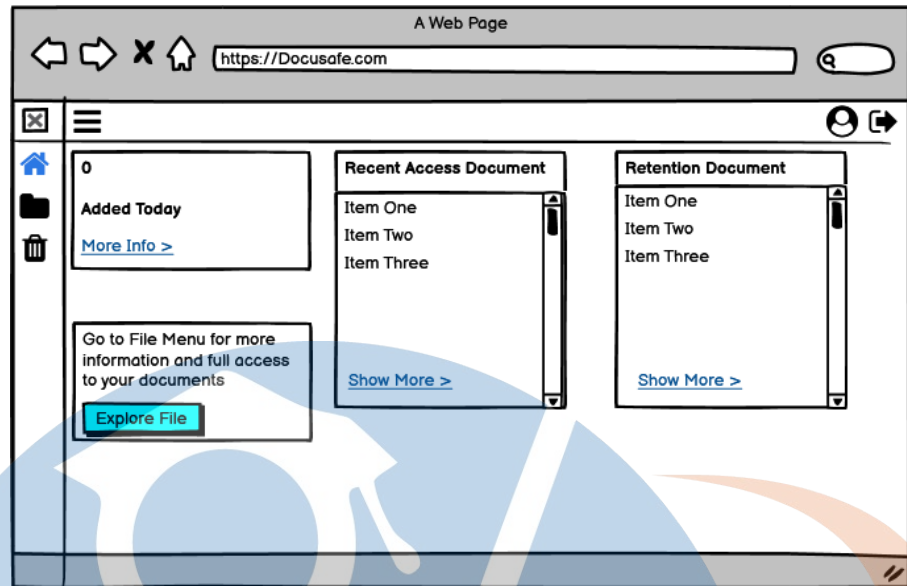 A Web Page
https://Docusafe.com
0
Added Today
More Info >
Go to File Menu for more
information and full access
to your documents
Explore File
Recent Access Document
Item One
Item Two
Item Three
Show More >
Retention Document
Item One
Item Two
Item Three
Show More >